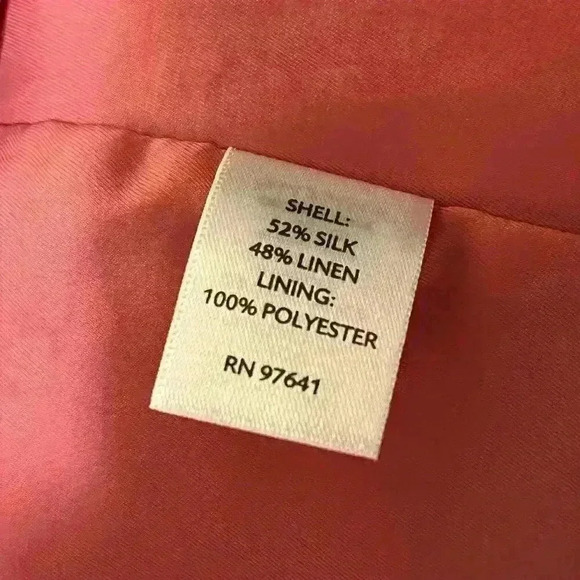 SHELL:
52% SILK
48% LINEN
LINING:
100% POLYESTER
RN 97641